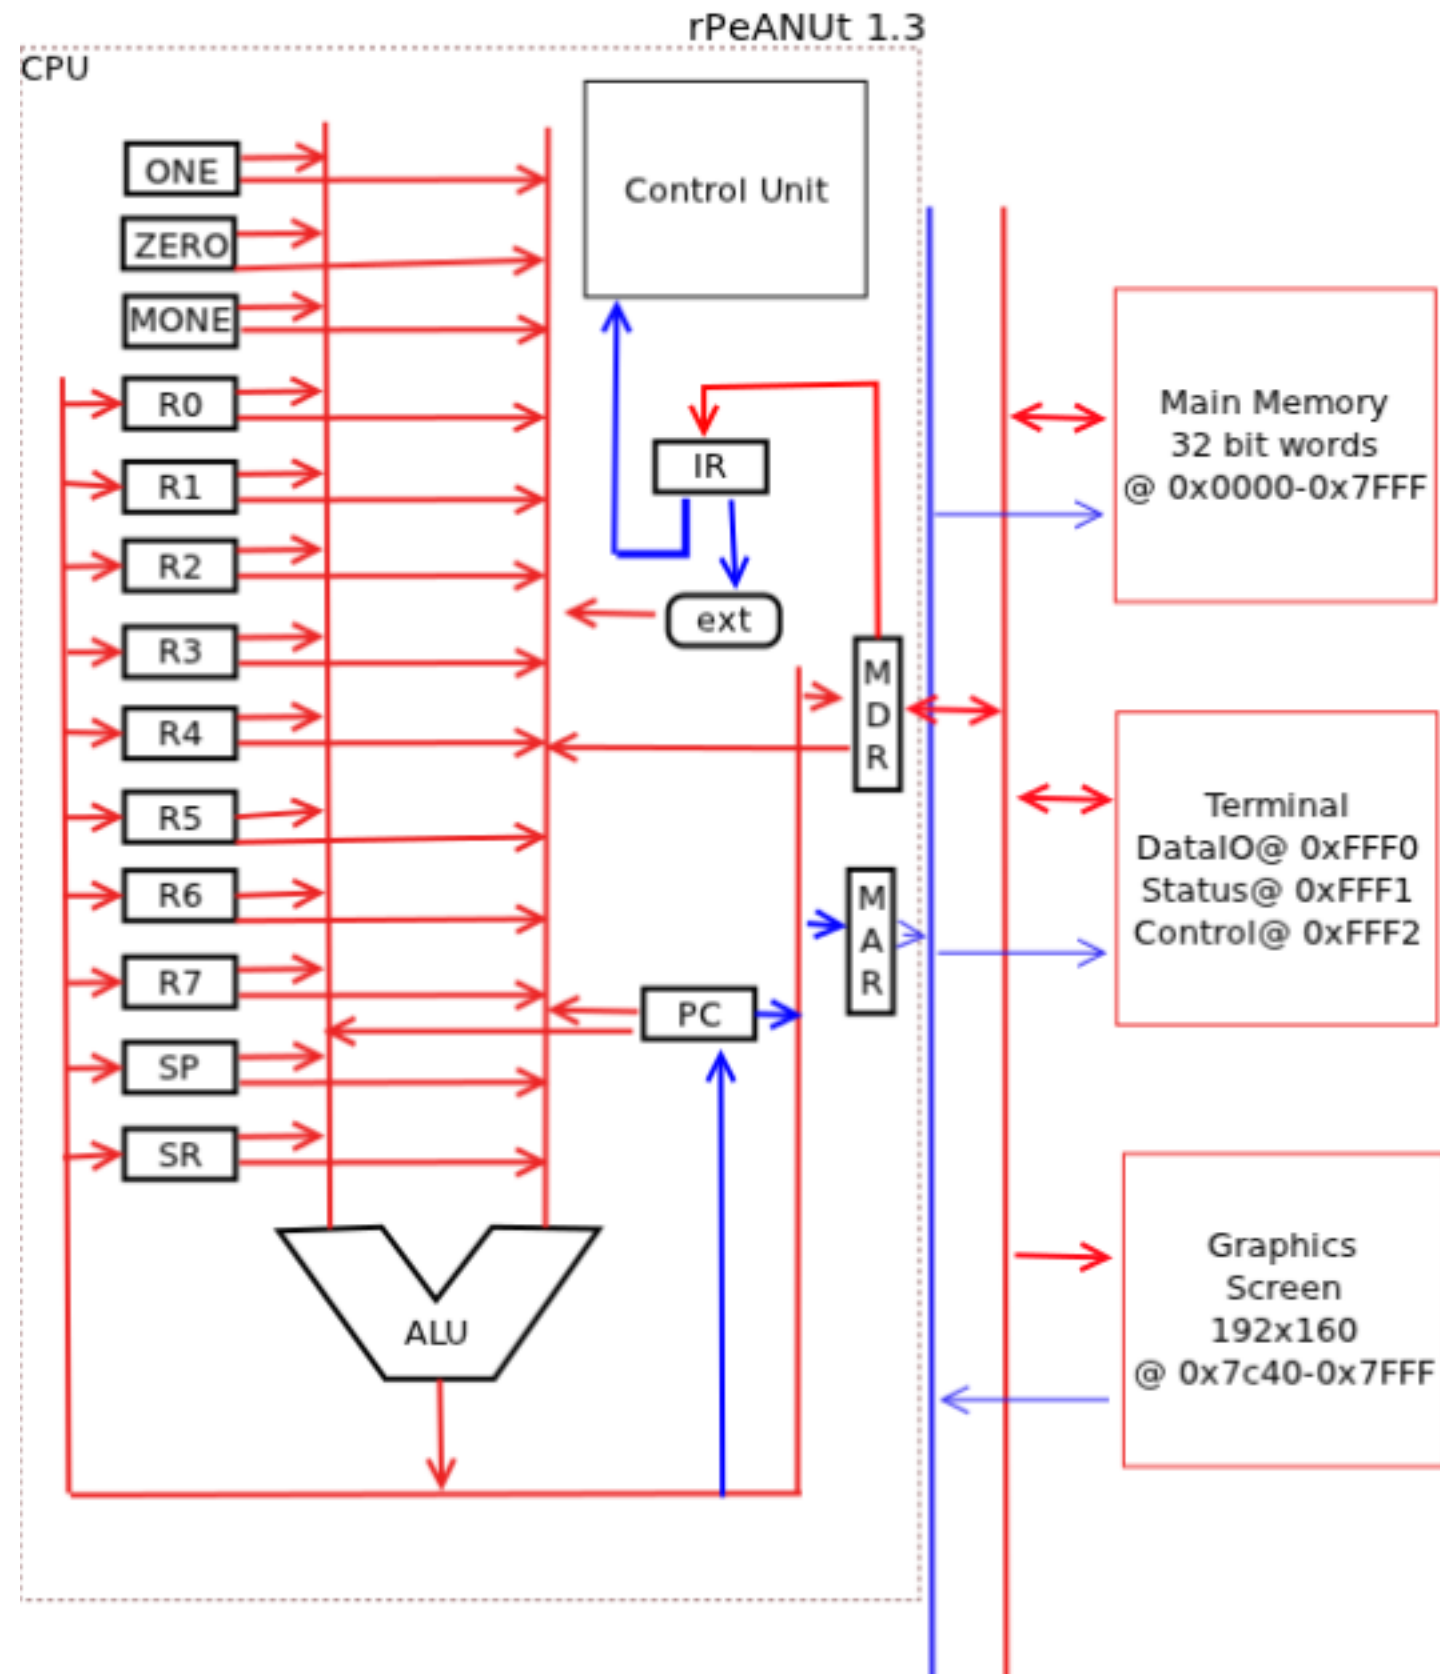 rPeANUt 1.3
CPU
ONE
ZERO
MONE
R0
R1
R2
R3
R4
R5
R6
R7
SP
SR
ALU
Control Unit
IR
ext
M
D
R
M
A
R
PC
Main Memory
32 bit words
@ 0x0000-0x7FFF
Terminal
DataIO@ 0xFFF0
Status@ 0xFFF1
Control@ 0xFFF2
Graphics
Screen
192x160
@ 0x7c40-0x7FFF